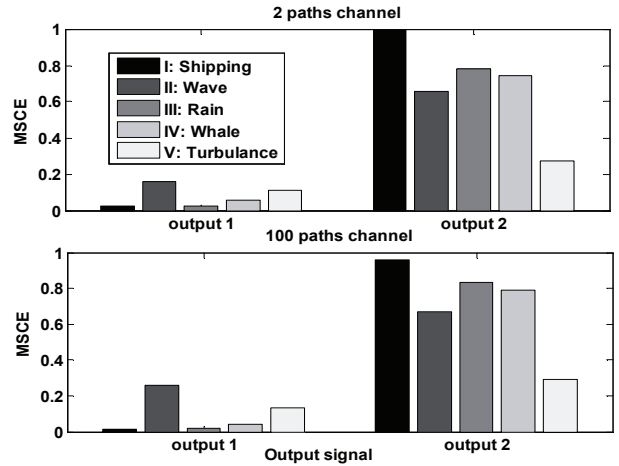 2 paths channel
1
0.8
0.6
0.4
0.2
0
MSCE
I: Shipping
II: Wave
III: Rain
IV: Whale
V: Turbulance
output 1
output 2
100 paths channel
1
0.8
0.6
0.4
0.2
0
MSCE
output 1
output 2
Output signal